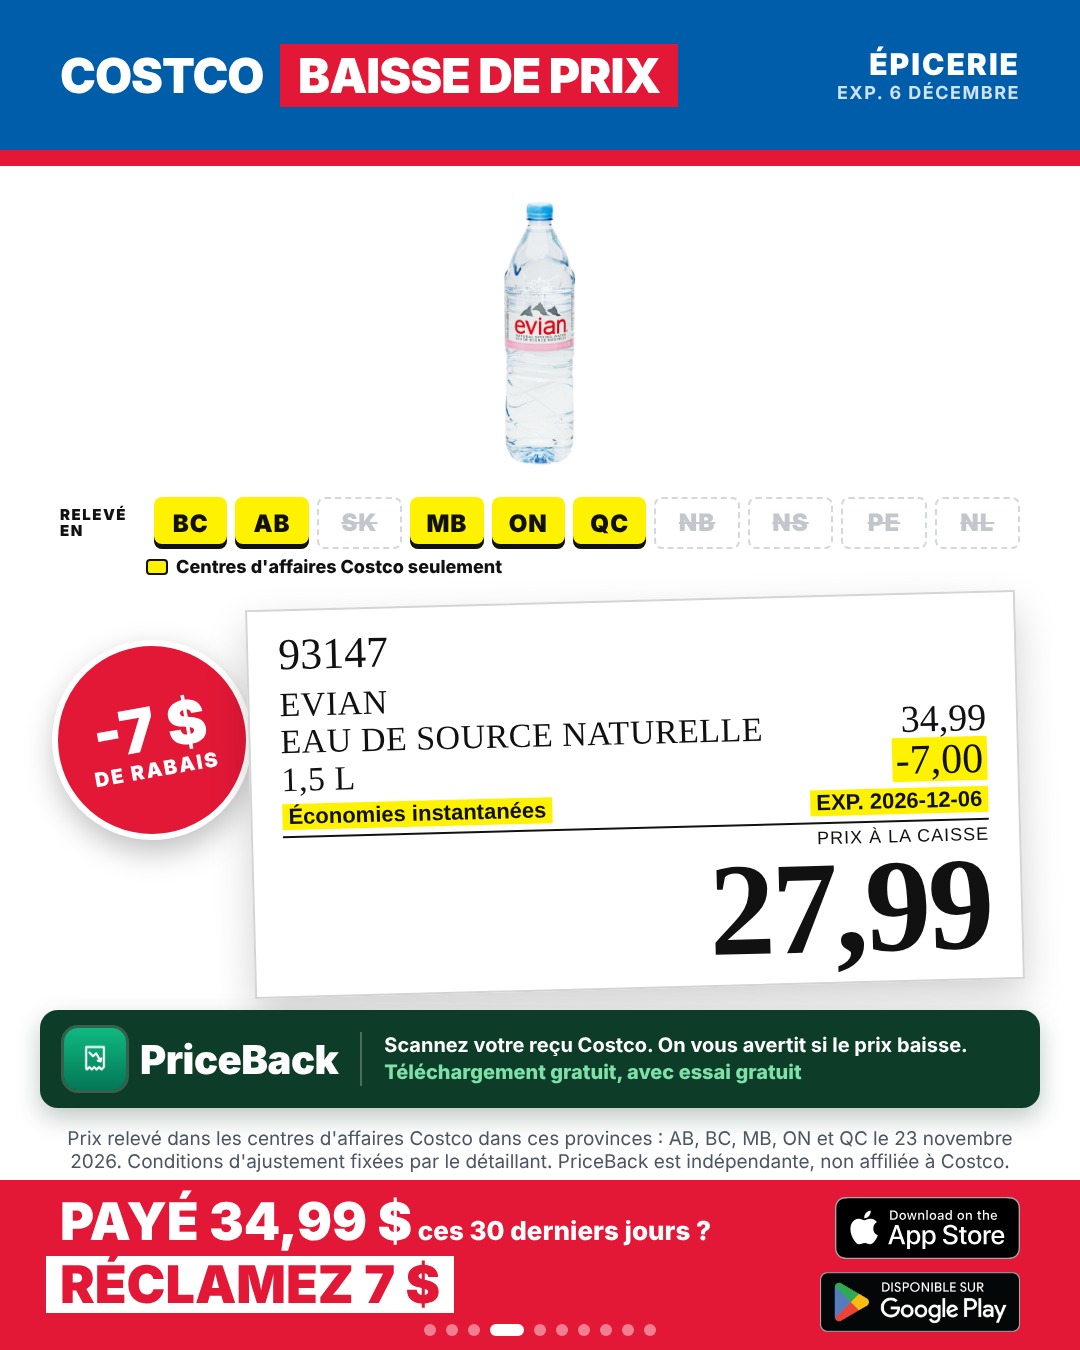 COSTCO BAISSE DE PRIX
ÉPICERIE
EXP. 6 DÉCEMBRE
evian
RELEVÉ EN
BC AB SK MB ON QC NB NS PE NL
Centres d'affaires Costco seulement
-7 $
DE RABAIS
93147
EVIAN
EAU DE SOURCE NATURELLE
1,5 L
34,99
-7,00
Économies instantanées
EXP. 2026-12-06
PRIX À LA CAISSE
27,99
PriceBack
Scannez votre reçu Costco. On vous avertit si le prix baisse.
Téléchargement gratuit, avec essai gratuit
Prix relevé dans les centres d'affaires Costco dans ces provinces : AB, BC, MB, ON et QC le 23 novembre
2026. Conditions d'ajustement fixées par le détaillant. PriceBack est indépendante, non affiliée à Costco.
PAYÉ 34,99 $ ces 30 derniers jours ?
RÉCLAMEZ 7 $
Download on the
App Store
DISPONIBLE SUR
Google Play